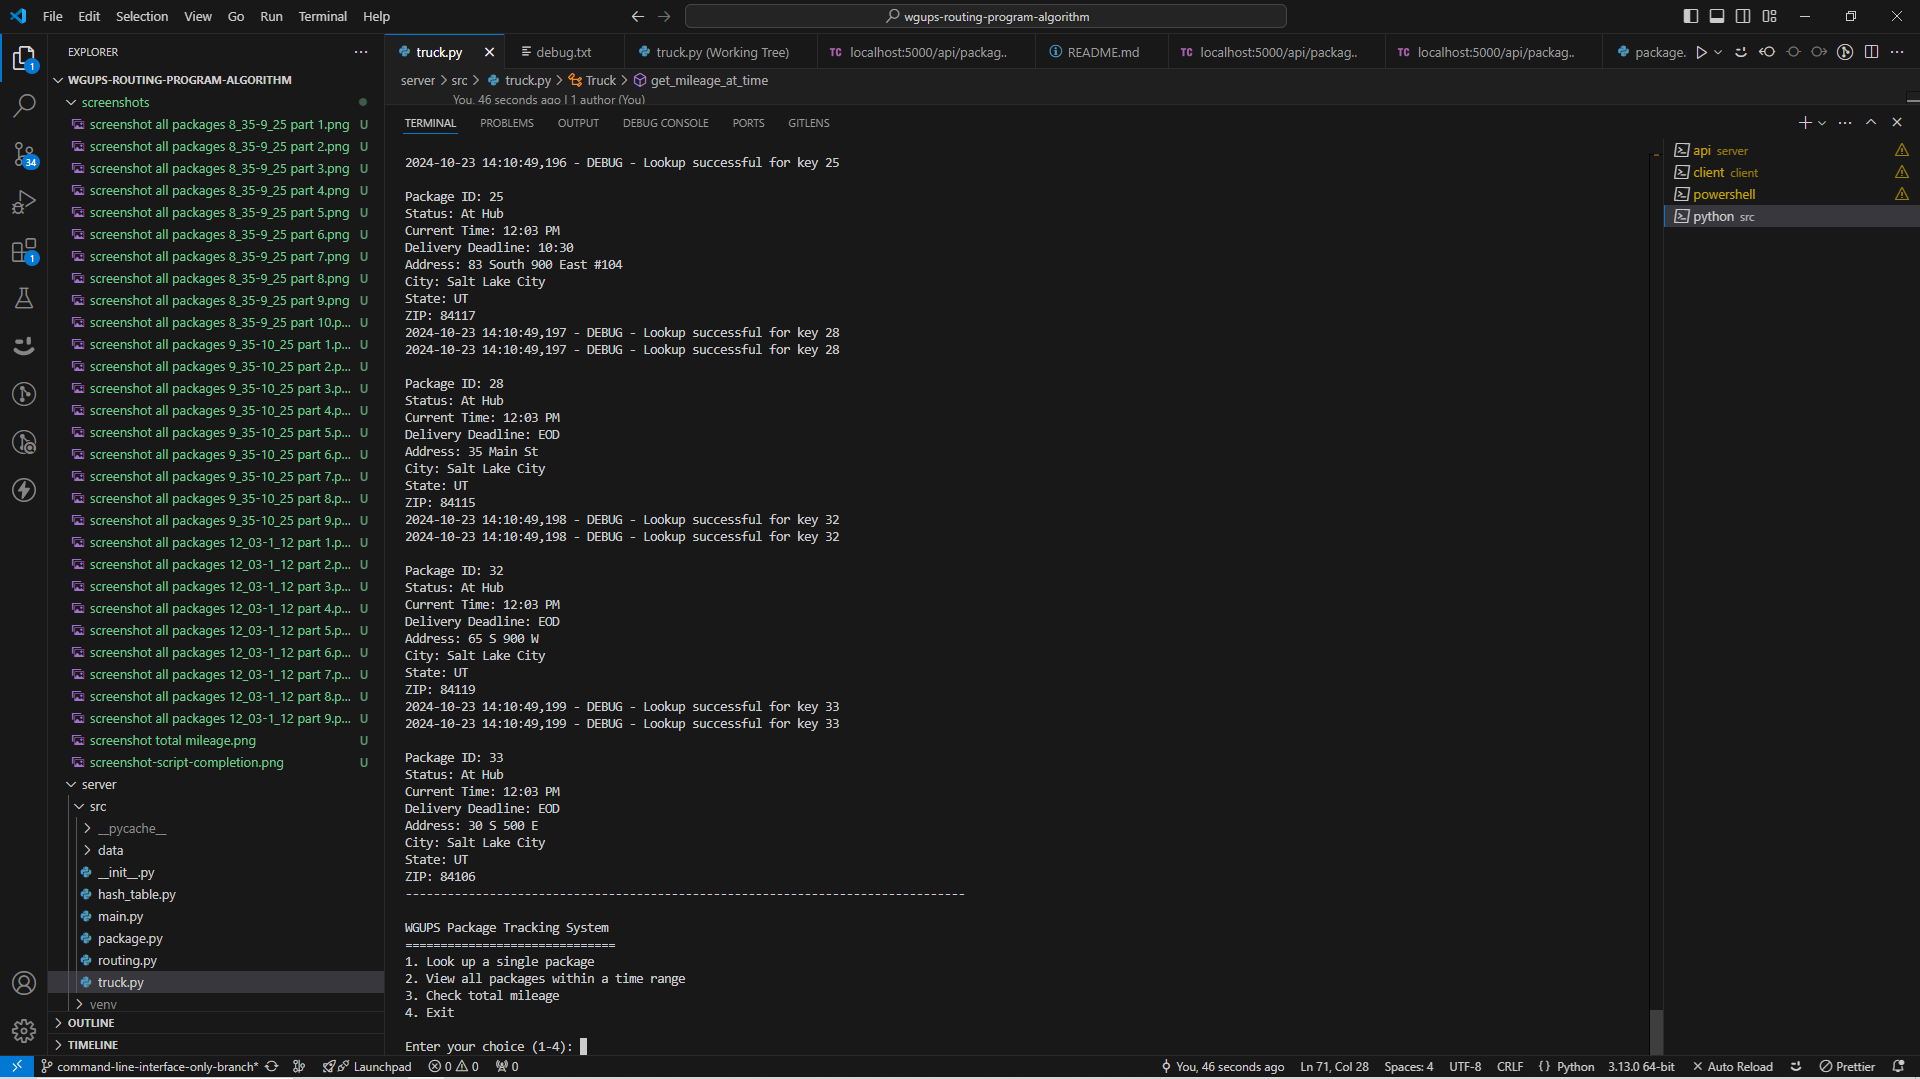 File Edit Selection View Go Run Terminal Help
wgups-routing-program-algorithm
EXPLORER
WGUPS-ROUTING-PROGRAM-ALGORITHM
screenshots
screenshot all packages 8_35-9_25 part 1.png U
screenshot all packages 8_35-9_25 part 2.png U
screenshot all packages 8_35-9_25 part 3.png U
screenshot all packages 8_35-9_25 part 4.png U
screenshot all packages 8_35-9_25 part 5.png U
screenshot all packages 8_35-9_25 part 6.png U
screenshot all packages 8_35-9_25 part 7.png U
screenshot all packages 8_35-9_25 part 8.png U
screenshot all packages 8_35-9_25 part 9.png U
screenshot all packages 8_35-9_25 part 10.p... U
screenshot all packages 9_35-10_25 part 1.p... U
screenshot all packages 9_35-10_25 part 2.p... U
screenshot all packages 9_35-10_25 part 3.p... U
screenshot all packages 9_35-10_25 part 4.p... U
screenshot all packages 9_35-10_25 part 5.p... U
screenshot all packages 9_35-10_25 part 6.p... U
screenshot all packages 9_35-10_25 part 7.p... U
screenshot all packages 9_35-10_25 part 8.p... U
screenshot all packages 9_35-10_25 part 9.p... U
screenshot all packages 12_03-1_12 part 1.p... U
screenshot all packages 12_03-1_12 part 2.p... U
screenshot all packages 12_03-1_12 part 3.p... U
screenshot all packages 12_03-1_12 part 4.p... U
screenshot all packages 12_03-1_12 part 5.p... U
screenshot all packages 12_03-1_12 part 6.p... U
screenshot all packages 12_03-1_12 part 7.p... U
screenshot all packages 12_03-1_12 part 8.p... U
screenshot all packages 12_03-1_12 part 9.p... U
screenshot total mileage.png U
screenshot-script-completion.png U
server
src
__pycache__
data
__init__.py
hash_table.py
main.py
package.py
routing.py
truck.py
venv
OUTLINE
TIMELINE
1
34
1
truck.py debug.txt truck.py (Working Tree) TC localhost:5000/api/packag.. README.md TC localhost:5000/api/packag.. TC localhost:5000/api/packag.. package.
server > src > truck.py > Truck > get_mileage_at_time
You, 46 seconds ago | 1 author (You)
TERMINAL PROBLEMS OUTPUT DEBUG CONSOLE PORTS GITLENS
2024-10-23 14:10:49,196 - DEBUG - Lookup successful for key 25
Package ID: 25
Status: At Hub
Current Time: 12:03 PM
Delivery Deadline: 10:30
Address: 83 South 900 East #104
City: Salt Lake City
State: UT
ZIP: 84117
2024-10-23 14:10:49,197 - DEBUG - Lookup successful for key 28
2024-10-23 14:10:49,197 - DEBUG - Lookup successful for key 28
Package ID: 28
Status: At Hub
Current Time: 12:03 PM
Delivery Deadline: EOD
Address: 35 Main St
City: Salt Lake City
State: UT
ZIP: 84115
2024-10-23 14:10:49,198 - DEBUG - Lookup successful for key 32
2024-10-23 14:10:49,198 - DEBUG - Lookup successful for key 32
Package ID: 32
Status: At Hub
Current Time: 12:03 PM
Delivery Deadline: EOD
Address: 65 S 900 W
City: Salt Lake City
State: UT
ZIP: 84119
2024-10-23 14:10:49,199 - DEBUG - Lookup successful for key 33
2024-10-23 14:10:49,199 - DEBUG - Lookup successful for key 33
Package ID: 33
Status: At Hub
Current Time: 12:03 PM
Delivery Deadline: EOD
Address: 30 S 500 E
City: Salt Lake City
State: UT
ZIP: 84106
--------------------------------------------------------------------------------
WGUPS Package Tracking System
==============================
1. Look up a single package
2. View all packages within a time range
3. Check total mileage
4. Exit
Enter your choice (1-4):
api server
client client
powershell
python src
command-line-interface-only-branch* Launchpad 0 0 0 You, 46 seconds ago Ln 71, Col 28 Spaces: 4 UTF-8 CRLF {} Python 3.13.0 64-bit Auto Reload Prettier